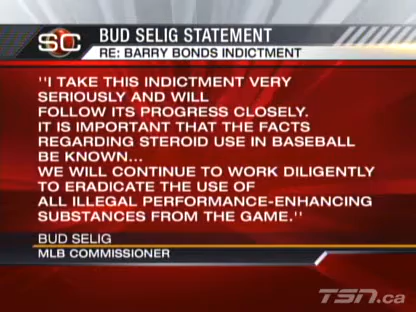 SC
BUD SELIG STATEMENT
RE: BARRY BONDS INDICTMENT
"I TAKE THIS INDICTMENT VERY
SERIOUSLY AND WILL
FOLLOW ITS PROGRESS CLOSELY.
IT IS IMPORTANT THAT THE FACTS
REGARDING STEROID USE IN BASEBALL
BE KNOWN...
WE WILL CONTINUE TO WORK DILIGENTLY
TO ERADICATE THE USE OF
ALL ILLEGAL PERFORMANCE-ENHANCING
SUBSTANCES FROM THE GAME."
BUD SELIG
MLB COMMISSIONER
TSN.ca